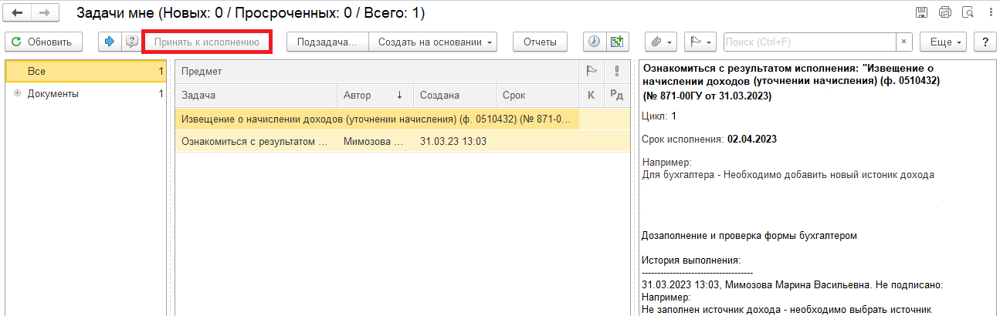 Задачи мне (Новых: 0 / Просроченных: 0 / Всего: 1)
Обновить
Принять к исполнению
Подзадача...
Создать на основании
Отчеты
Поиск (Ctrl+F)
×
Еще
?
Все 1
Документы 1
Предмет
Задача Автор ↓ Создана Срок К Рд
Извещение о начислении доходов (уточнении начисления) (ф. 0510432) (№ 871-0...
Ознакомиться с результатом ... Мимозова ... 31.03.23 13:03
Ознакомиться с результатом исполнения: "Извещение о
начислении доходов (уточнении начисления) (ф. 0510432)
(№ 871-00ГУ от 31.03.2023)
Цикл: 1
Срок исполнения: 02.04.2023
Например:
Для бухгалтера - Необходимо добавить новый истоник дохода
Дозаполнение и проверка формы бухгалтером
История выполнения:
------------------------------------
31.03.2023 13:03, Мимозова Марина Васильевна. Не подписано:
Например:
Не заполнен источник дохода - необходимо выбрать источник